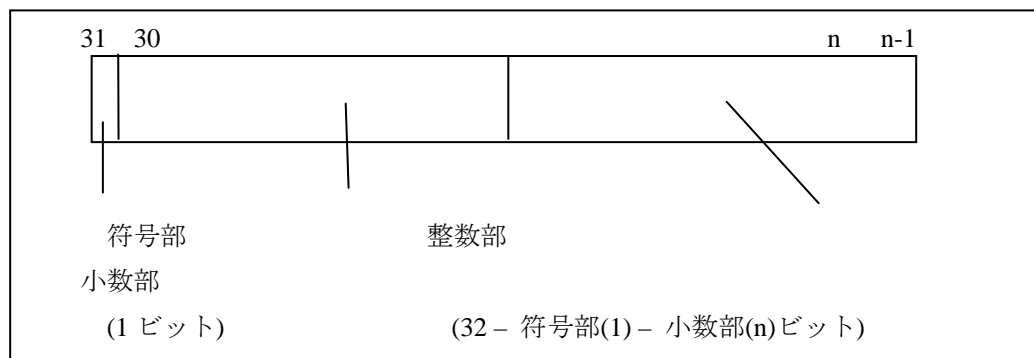 31 30 n n-1
符号部 整数部
小数部
(1 ビット) (32 – 符号部(1) – 小数部(n)ビット)